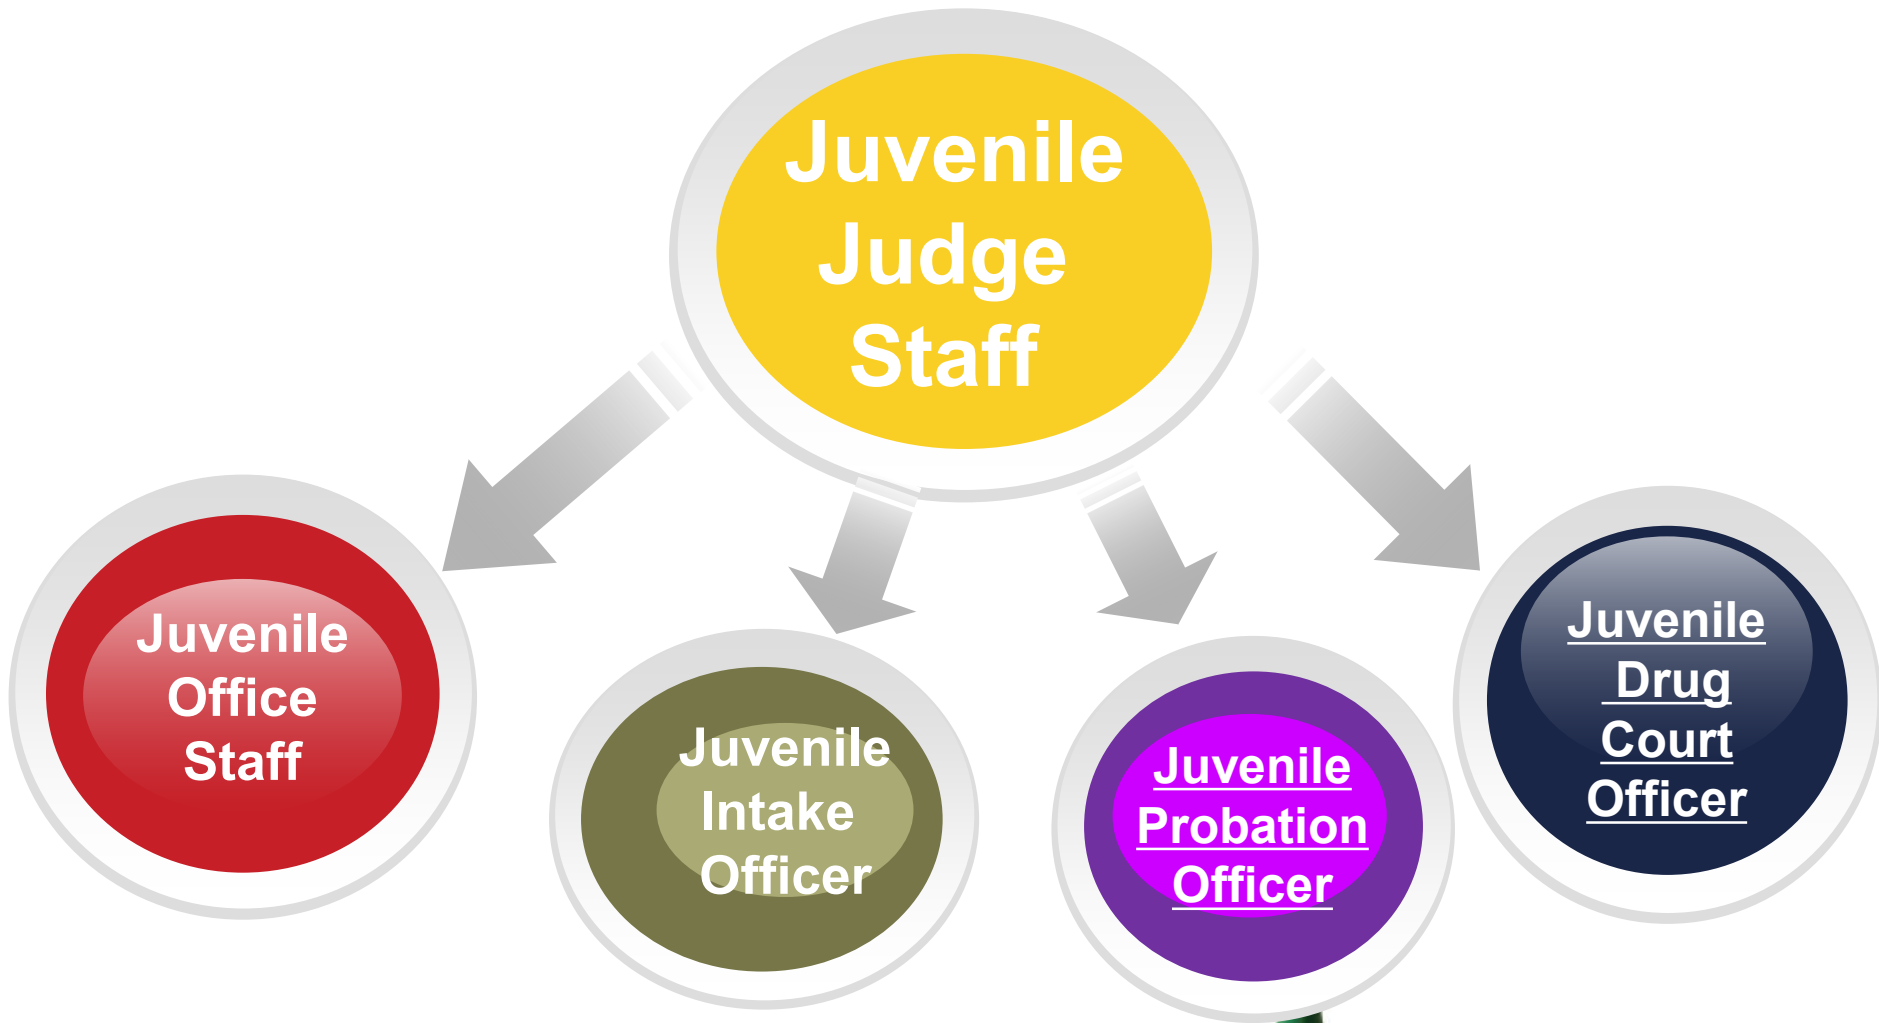 Juvenile
Judge
Staff
Juvenile
Office
Staff
Juvenile
Intake
Officer
Juvenile
Probation
Officer
Juvenile
Drug
Court
Officer